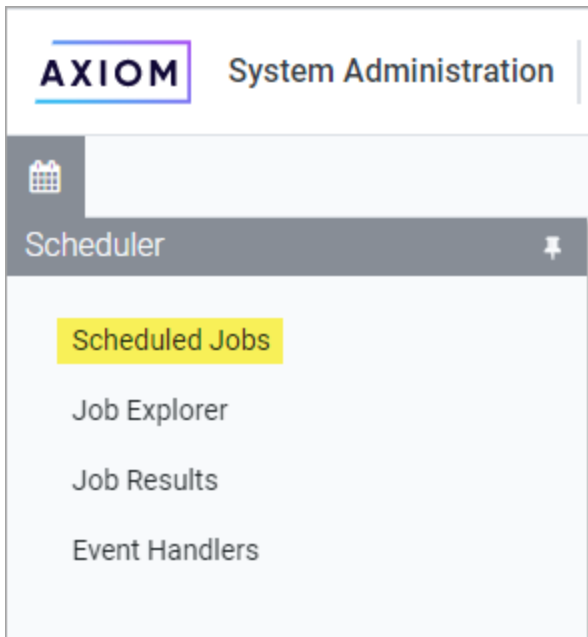 AXIOM System Administration
Scheduler
Scheduled Jobs
Job Explorer
Job Results
Event Handlers